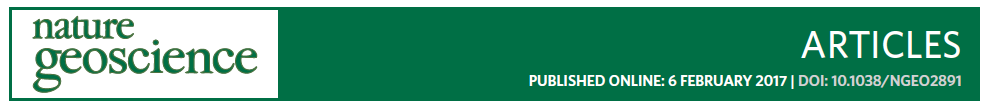 nature
geoscience
ARTICLES
PUBLISHED ONLINE: 6 FEBRUARY 2017 | DOI: 10.1038/NGEO2891